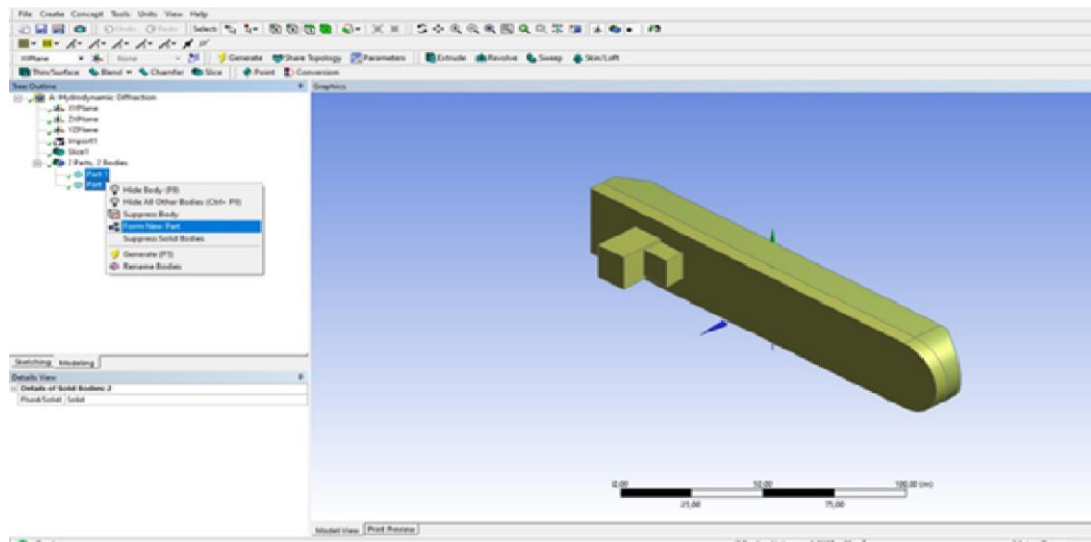 File Create Concept Tools Units View Help
Undo Redo Select
XYPlane None Generate Share Topology Parameters Extrude Revolve Sweep Skin/Loft
Thin/Surface Blend Chamfer Slice Point Conversion
Tree Outline
Graphics
A: Hydrodynamic Diffraction
XYPlane
ZXPlane
YZPlane
Import1
Slice1
2 Parts, 2 Bodies
Part 1
Part
Hide Body (F9)
Hide All Other Bodies (Ctrl+ F9)
Suppress Body
Form New Part
Suppress Solid Bodies
Generate (F5)
Rename Bodies
Sketching Modeling
Details View
Details of Solid Bodies: 2
Fluid/Solid Solid
0,00 50,00 100,00 (m)
25,00 75,00
Model View Print Preview